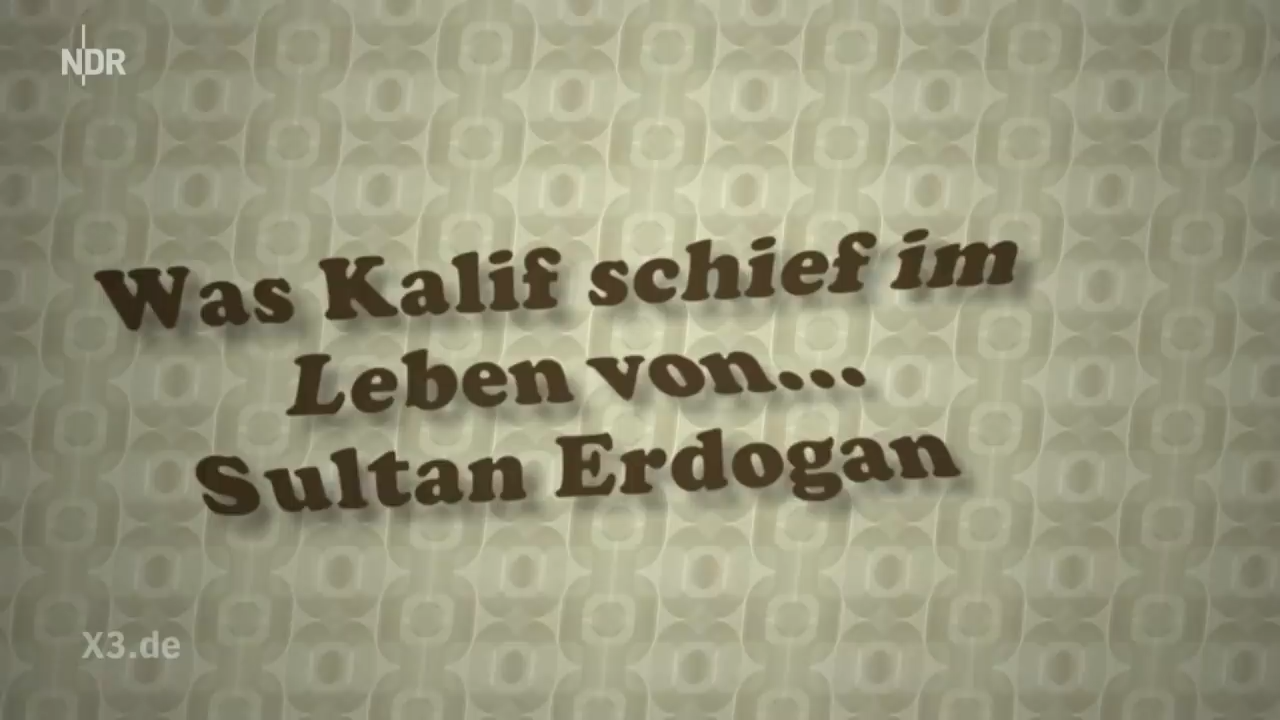 NDR
Was Kalif schief im
Leben von...
Sultan Erdogan
X3.de